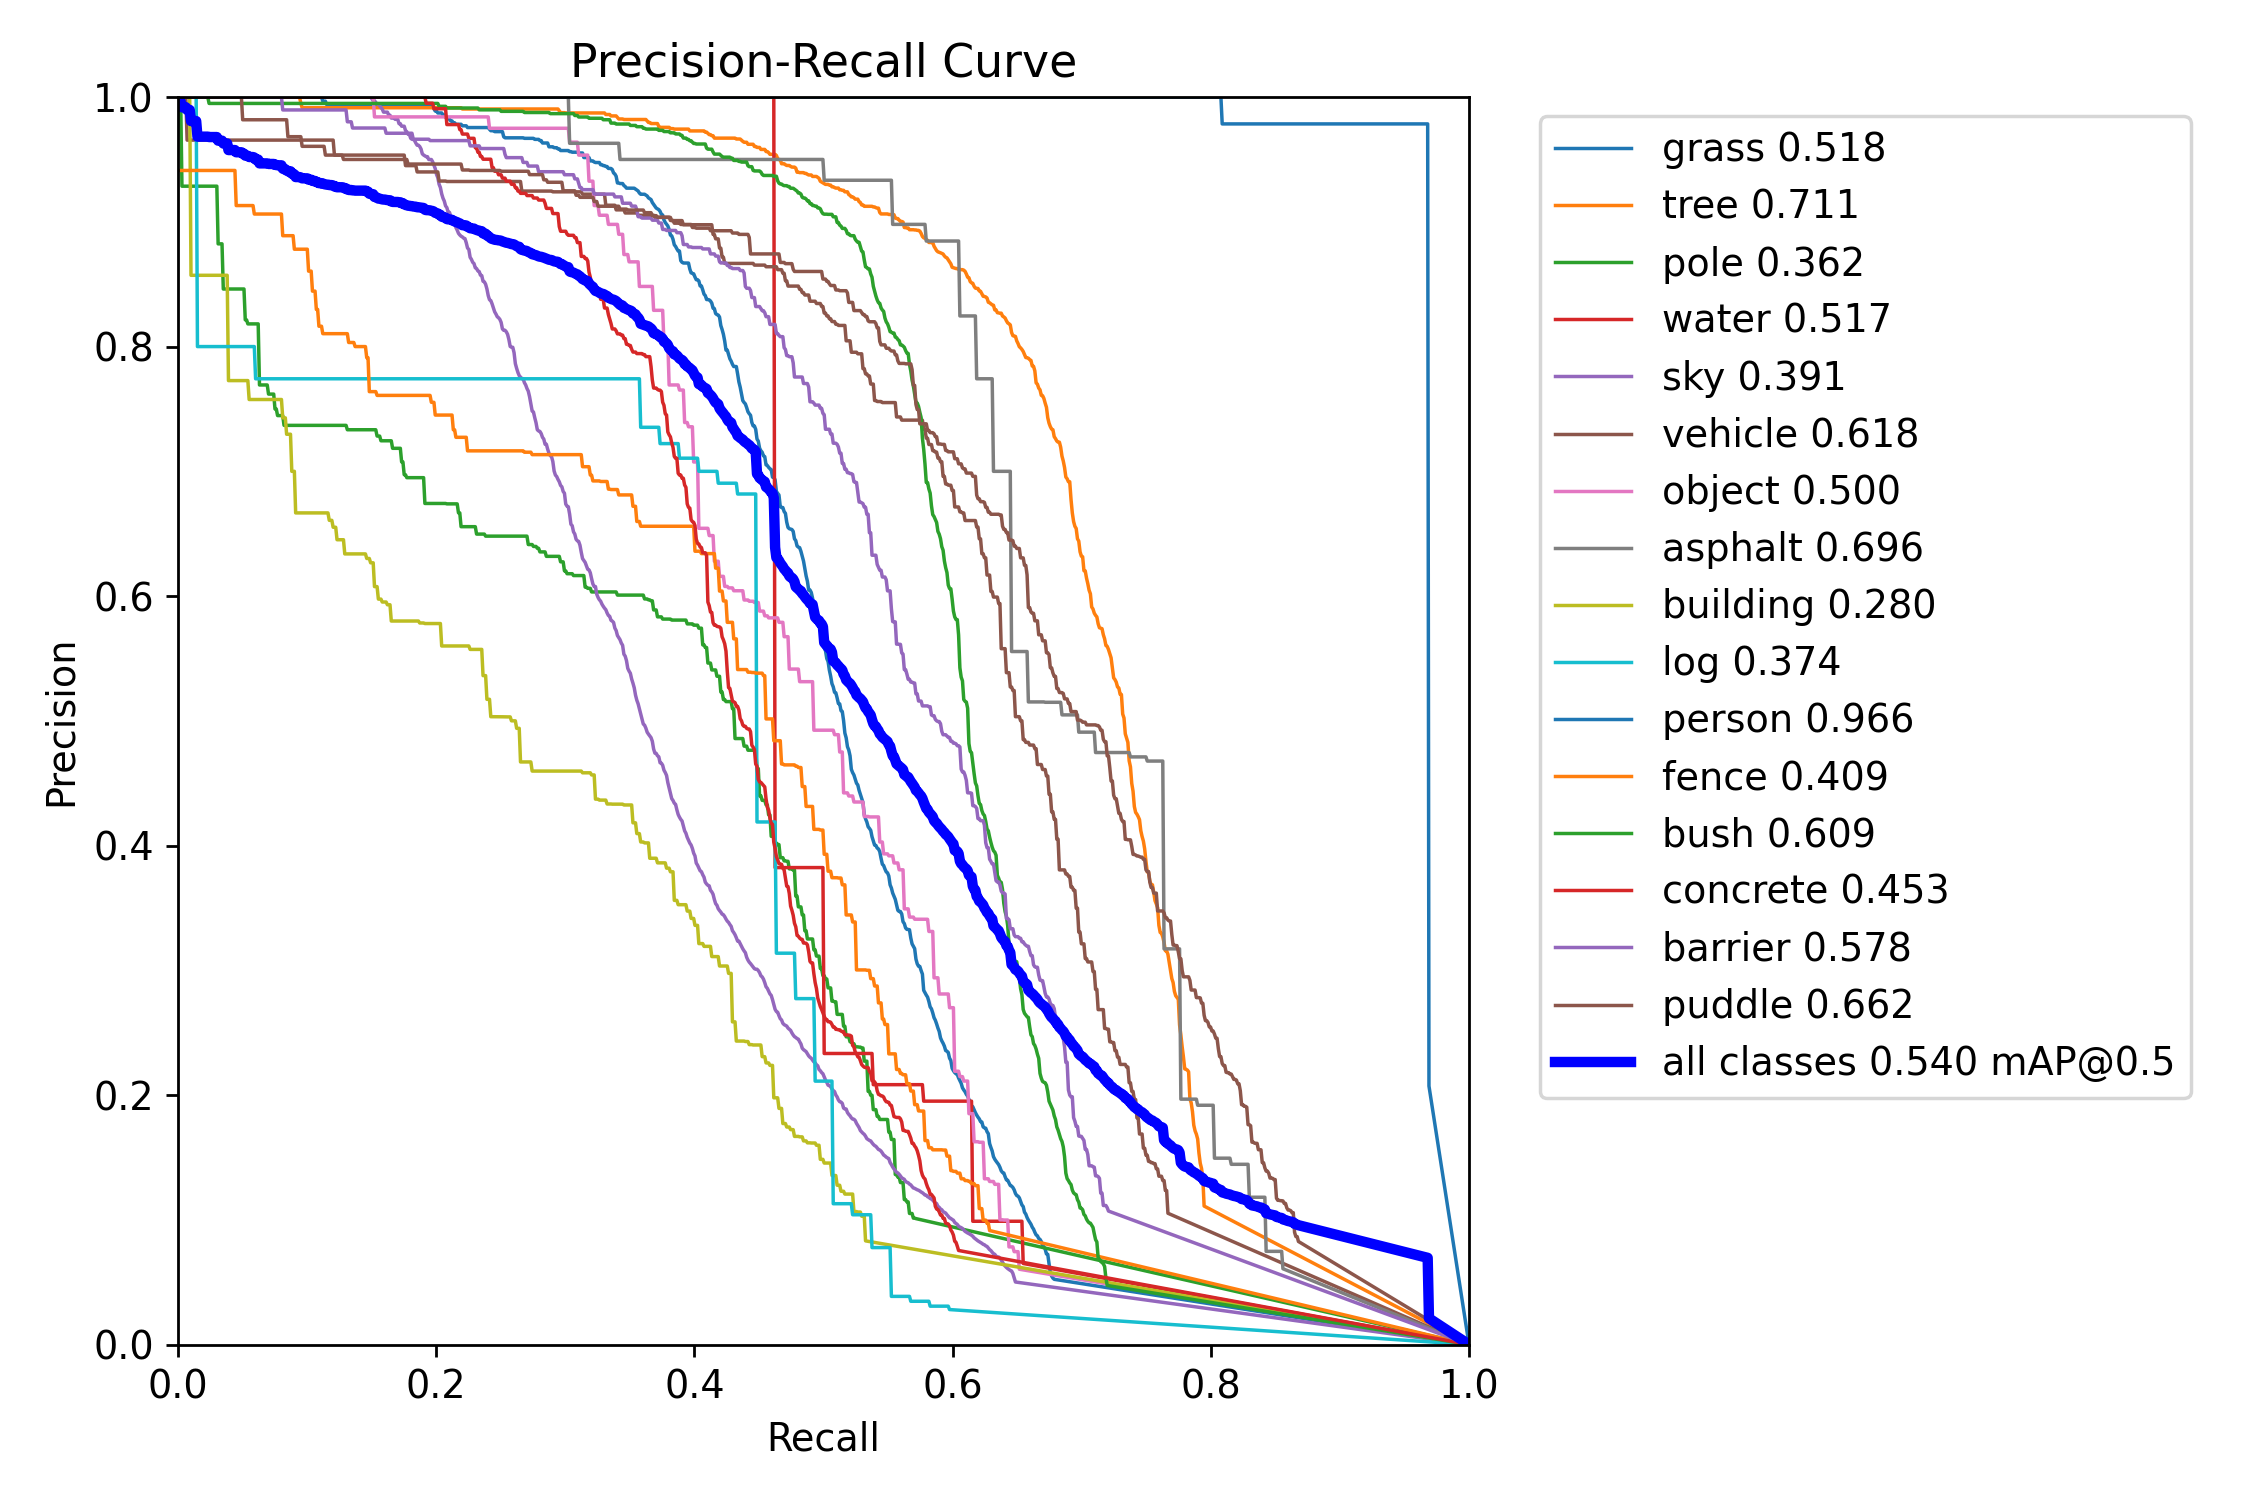 Precision-Recall Curve
1.0
0.8
0.6
0.4
0.2
0.0
Precision
0.0 0.2 0.4 0.6 0.8 1.0
Recall
grass 0.518
tree 0.711
pole 0.362
water 0.517
sky 0.391
vehicle 0.618
object 0.500
asphalt 0.696
building 0.280
log 0.374
person 0.966
fence 0.409
bush 0.609
concrete 0.453
barrier 0.578
puddle 0.662
all classes 0.540 mAP@0.5